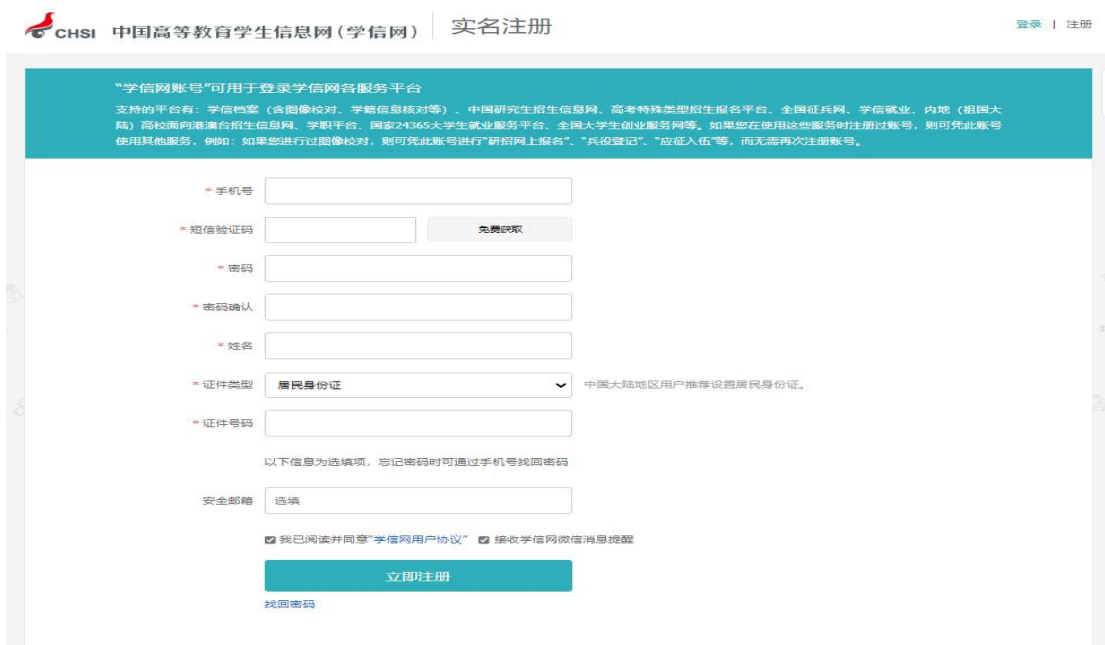 CHSI 中国高等教育学生信息网(学信网) 实名注册 登录 | 注册
“学信网账号”可用于登录学信网各服务平台
支持的平台有：学信档案（含图像校对、学籍信息核对等）、中国研究生招生信息网、高考特殊类型招生报名平台、全国征兵网、学信就业、内地（祖国大
陆）高校面向港澳台招生信息网、学职平台、国家24365大学生就业服务平台、全国大学生创业服务网等。如果您在使用这些服务时注册过账号，则可凭此账号
使用其他服务，例如：如果您进行过图像校对，则可凭此账号进行“研招网上报名”、“兵役登记”、“应征入伍”等，而无需再次注册账号。
* 手机号
* 短信验证码 免费获取
* 密码
* 密码确认
* 姓名
* 证件类型 居民身份证 中国大陆地区用户推荐设置居民身份证。
* 证件号码
以下信息为选填项，忘记密码时可通过手机号找回密码
安全邮箱 选填
我已阅读并同意“学信网用户协议” 接收学信网微信消息提醒
立即注册
找回密码